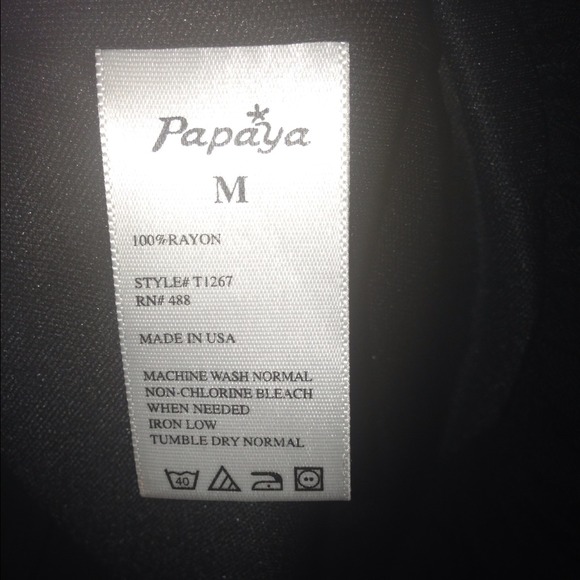 Papaya
M
100%RAYON
STYLE# T1267
RN# 488
MADE IN USA
MACHINE WASH NORMAL
NON-CHLORINE BLEACH
WHEN NEEDED
IRON LOW
TUMBLE DRY NORMAL
40